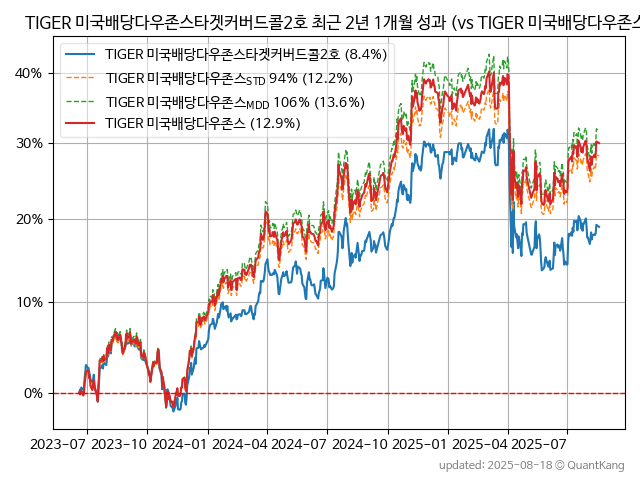 TIGER 미국배당다우존스타겟커버드콜2호 최근 2년 1개월 성과 (vs TIGER 미국배당다우존스
TIGER 미국배당다우존스타겟커버드콜2호 (8.4%)
TIGER 미국배당다우존스STD 94% (12.2%)
TIGER 미국배당다우존스MDD 106% (13.6%)
TIGER 미국배당다우존스 (12.9%)
40%
30%
20%
10%
0%
2023-07 2023-10 2024-01 2024-04 2024-07 2024-10 2025-01 2025-04 2025-07
updated: 2025-08-18 © QuantKang